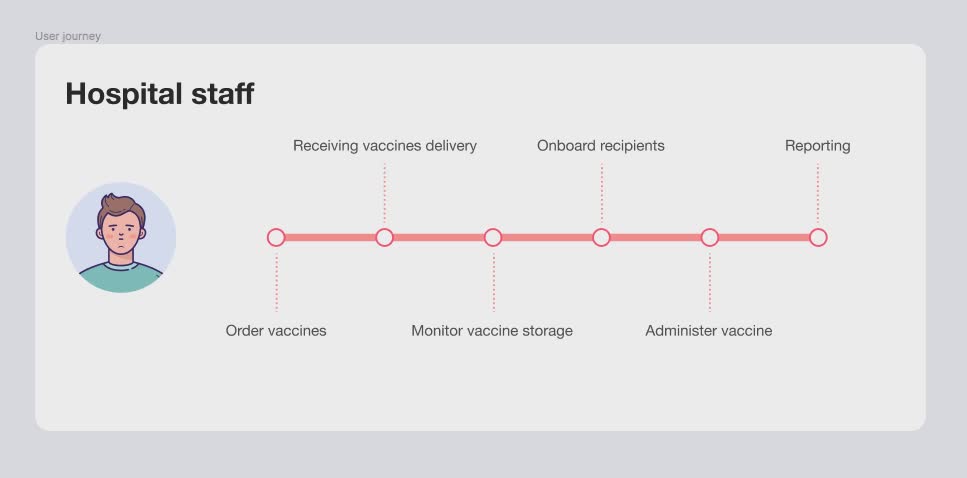 User journey
Hospital staff
Receiving vaccines delivery
Onboard recipients
Reporting
Order vaccines
Monitor vaccine storage
Administer vaccine